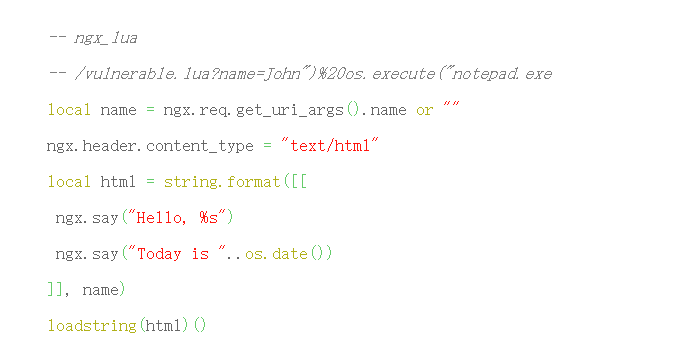 -- ngx_lua
-- /vulnerable.lua?name=John")%20os.execute("notepad.exe
local name = ngx.req.get_uri_args().name or ""
ngx.header.content_type = "text/html"
local html = string.format([[
ngx.say("Hello, %s")
ngx.say("Today is "..os.date())
]], name)
loadstring(html)()